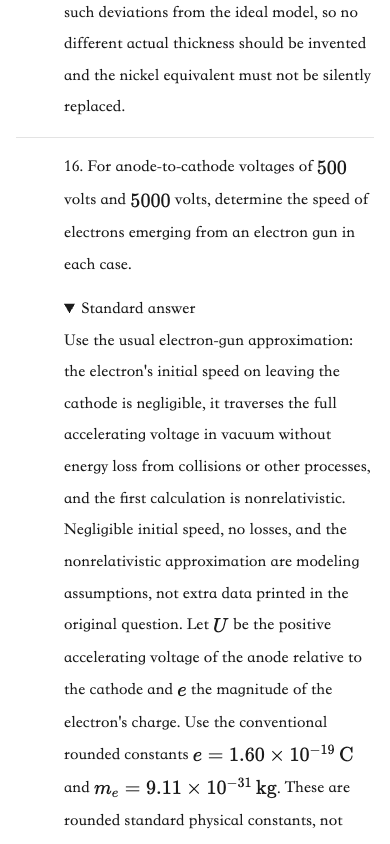 such deviations from the ideal model, so no
different actual thickness should be invented
and the nickel equivalent must not be silently
replaced.
16. For anode-to-cathode voltages of 500
volts and 5000 volts, determine the speed of
electrons emerging from an electron gun in
each case.
▼ Standard answer
Use the usual electron-gun approximation:
the electron's initial speed on leaving the
cathode is negligible, it traverses the full
accelerating voltage in vacuum without
energy loss from collisions or other processes,
and the first calculation is nonrelativistic.
Negligible initial speed, no losses, and the
nonrelativistic approximation are modeling
assumptions, not extra data printed in the
original question. Let U be the positive
accelerating voltage of the anode relative to
the cathode and e the magnitude of the
electron's charge. Use the conventional
rounded constants e = 1.60 × 10⁻¹⁹ C
and mₑ = 9.11 × 10⁻³¹ kg. These are
rounded standard physical constants, not